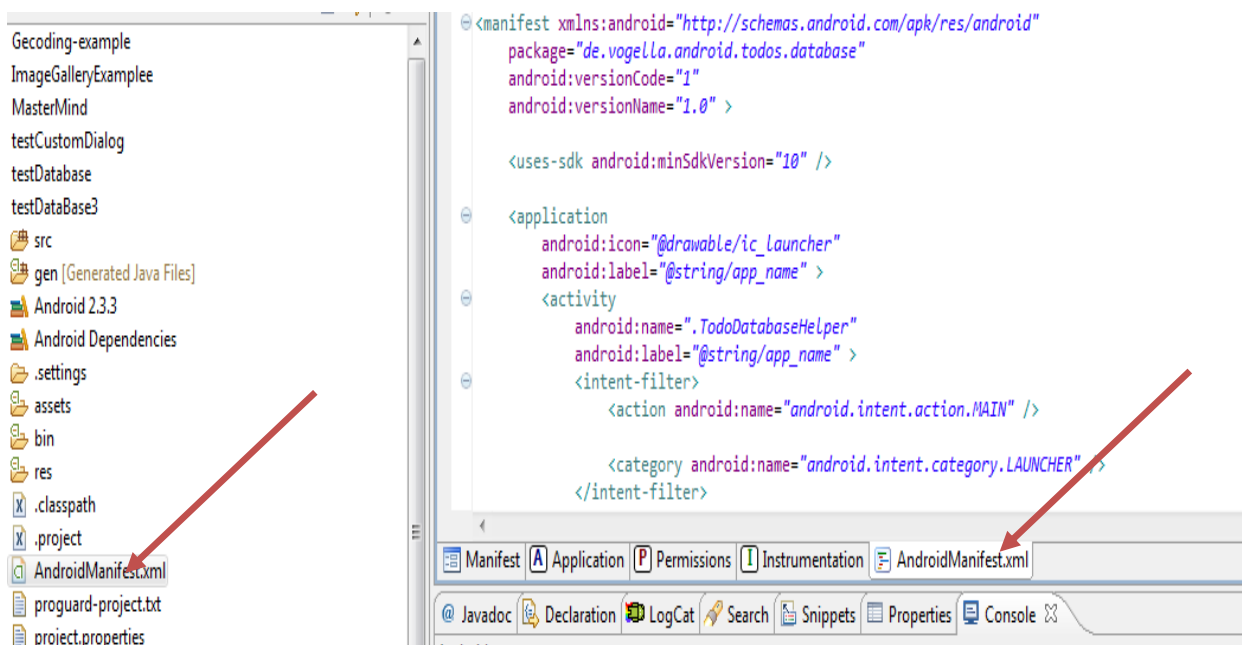 Gecoding-example
ImageGalleryExamplee
MasterMind
testCustomDialog
testDatabase
testDataBase3
src
gen [Generated Java Files]
Android 2.3.3
Android Dependencies
.settings
assets
bin
res
.classpath
.project
AndroidManifest.xml
proguard-project.txt
project.properties
<manifest xmlns:android="http://schemas.android.com/apk/res/android"
package="de.vogella.android.todos.database"
android:versionCode="1"
android:versionName="1.0" >
<uses-sdk android:minSdkVersion="10" />
<application
android:icon="@drawable/ic_launcher"
android:label="@string/app_name" >
<activity
android:name=".TodoDatabaseHelper"
android:label="@string/app_name" >
<intent-filter>
<action android:name="android.intent.action.MAIN" />
<category android:name="android.intent.category.LAUNCHER" />
</intent-filter>
Manifest A Application P Permissions I Instrumentation AndroidManifest.xml
@ Javadoc Declaration LogCat Search Snippets Properties Console